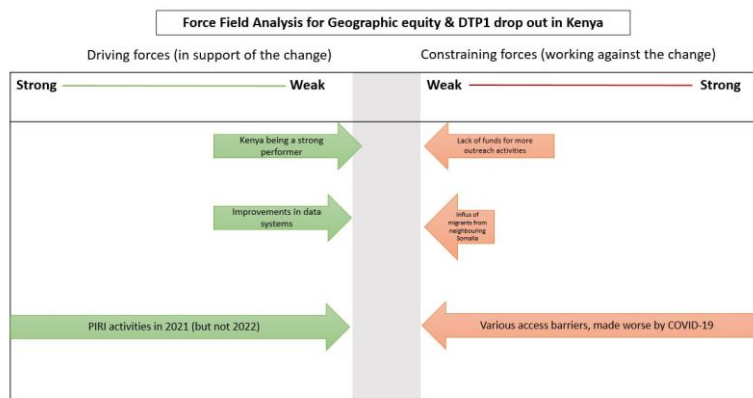 Force Field Analysis for Geographic equity & DTP1 drop out in Kenya
Driving forces (in support of the change)
Constraining forces (working against the change)
Strong
Weak
Weak
Strong
Kenya being a strong
performer
Lack of funds for more
outreach activities
Improvements in data
systems
Influx of
migrants from
neighbouring
Somalia
PIRI activities in 2021 (but not 2022)
Various access barriers, made worse by COVID-19